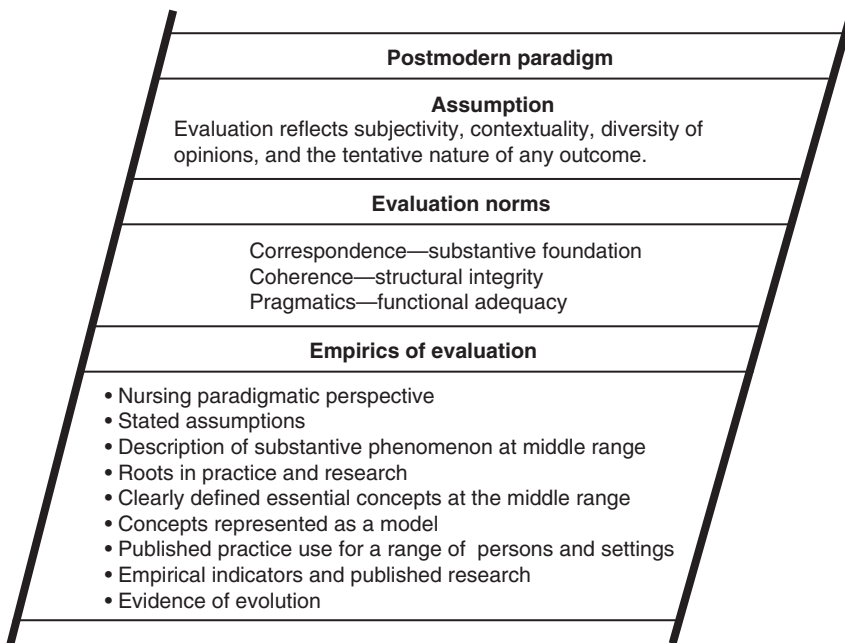 Postmodern paradigm
Assumption
Evaluation reflects subjectivity, contextuality, diversity of
opinions, and the tentative nature of any outcome.
Evaluation norms
Correspondence—substantive foundation
Coherence—structural integrity
Pragmatics—functional adequacy
Empirics of evaluation
• Nursing paradigmatic perspective
• Stated assumptions
• Description of substantive phenomenon at middle range
• Roots in practice and research
• Clearly defined essential concepts at the middle range
• Concepts represented as a model
• Published practice use for a range of persons and settings
• Empirical indicators and published research
• Evidence of evolution